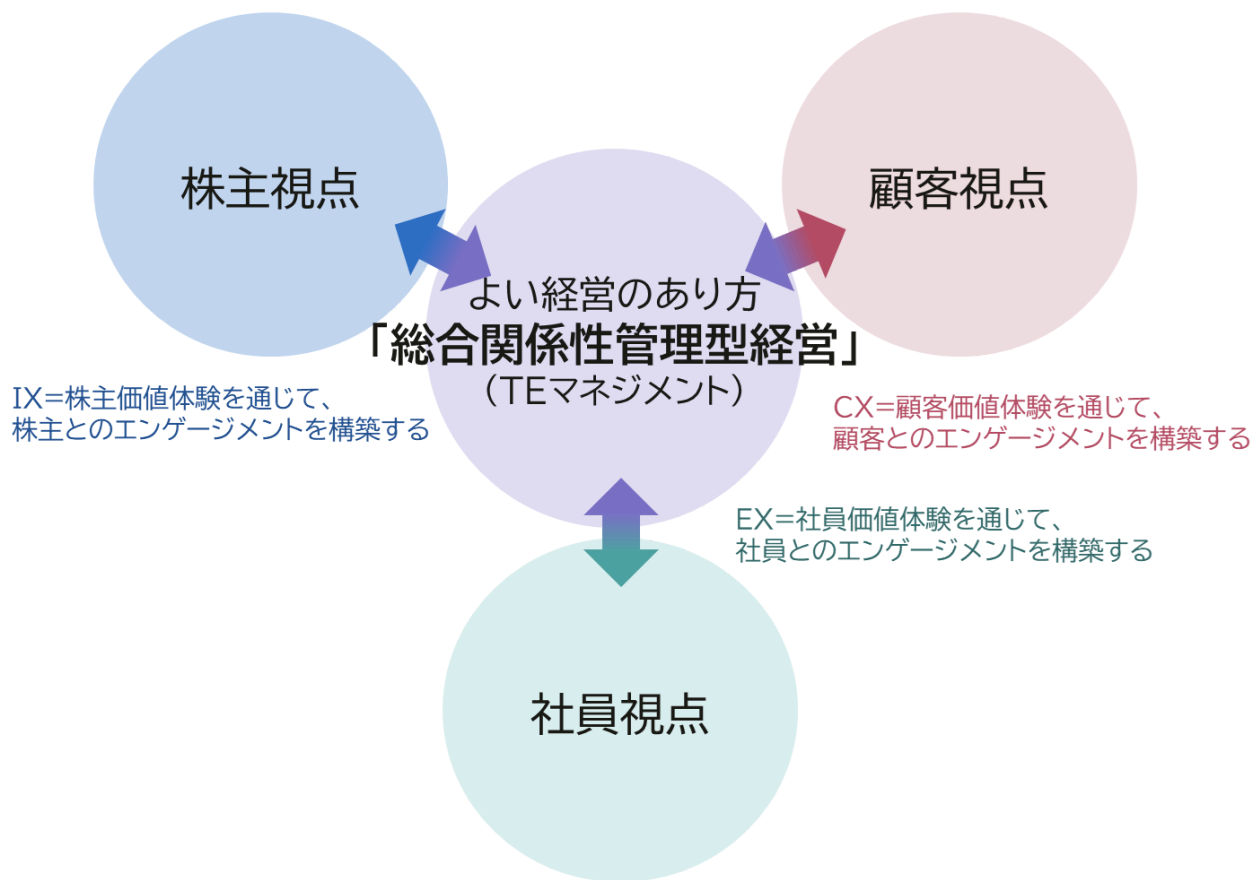 株主視点
顧客視点
よい経営のあり方
「総合関係性管理型経営」
（TEマネジメント）
IX=株主価値体験を通じて、
株主とのエンゲージメントを構築する
CX=顧客価値体験を通じて、
顧客とのエンゲージメントを構築する
EX=社員価値体験を通じて、
社員とのエンゲージメントを構築する
社員視点